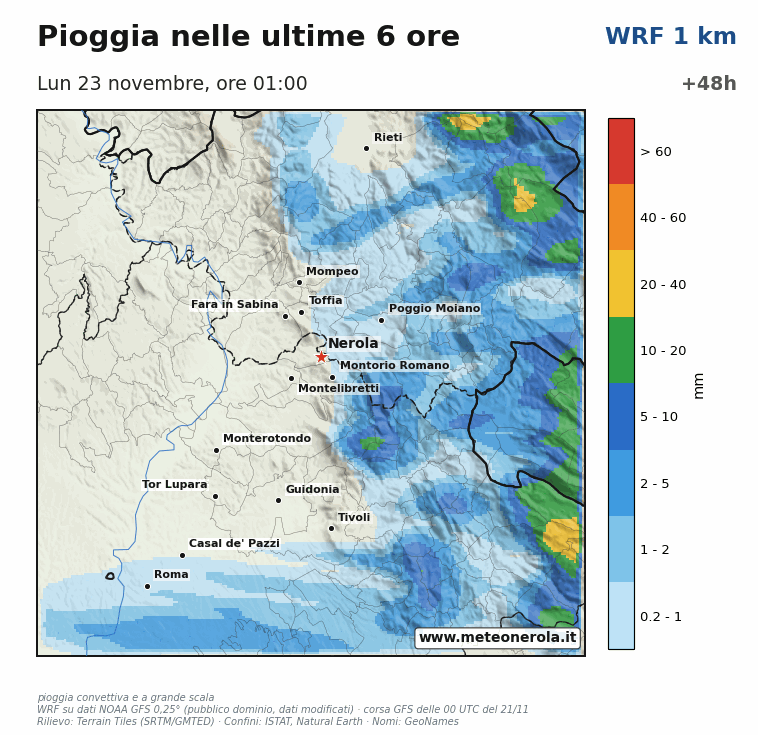 Pioggia nelle ultime 6 ore
WRF 1 km
Lun 23 novembre, ore 01:00
+48h
Rieti
Mompeo
Fara in Sabina
Toffia
Poggio Moiano
Nerola
Montorio Romano
Montelibretti
Monterotondo
Tor Lupara
Guidonia
Tivoli
Casal de' Pazzi
Roma
www.meteonerola.it
> 60
40 - 60
20 - 40
10 - 20
5 - 10
2 - 5
1 - 2
0.2 - 1
mm
pioggia convettiva e a grande scala
WRF su dati NOAA GFS 0,25° (pubblico dominio, dati modificati) · corsa GFS delle 00 UTC del 21/11
Rilievo: Terrain Tiles (SRTM/GMTED) · Confini: ISTAT, Natural Earth · Nomi: GeoNames